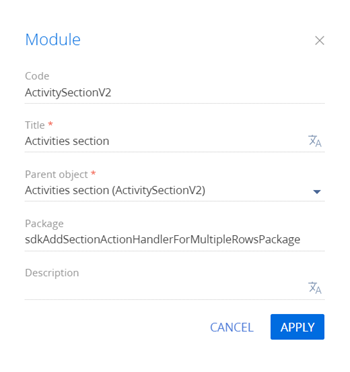 Module
Code
ActivitySectionV2
Title *
Activities section
Parent object *
Activities section (ActivitySectionV2)
Package
sdkAddSectionActionHandlerForMultipleRowsPackage
Description
CANCEL APPLY